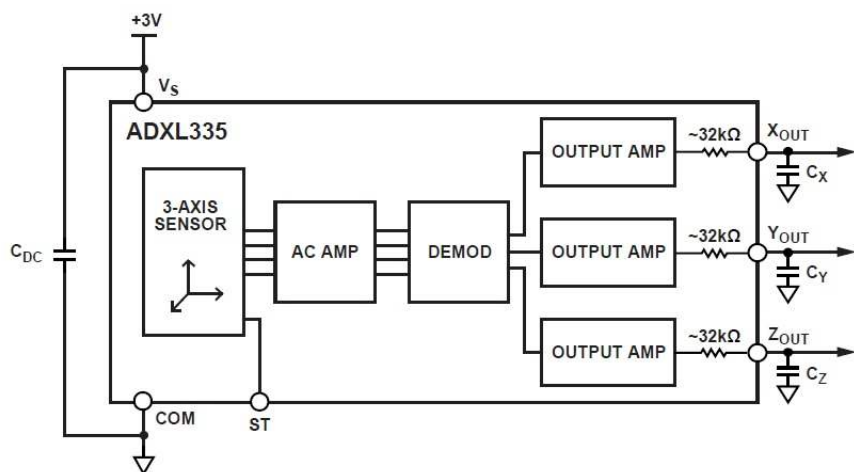 +3V
Vs
ADXL335
3-AXIS
SENSOR
AC AMP
DEMOD
OUTPUT AMP
~32kΩ
XOUT
CX
OUTPUT AMP
~32kΩ
YOUT
CY
OUTPUT AMP
~32kΩ
ZOUT
CZ
CDC
COM
ST